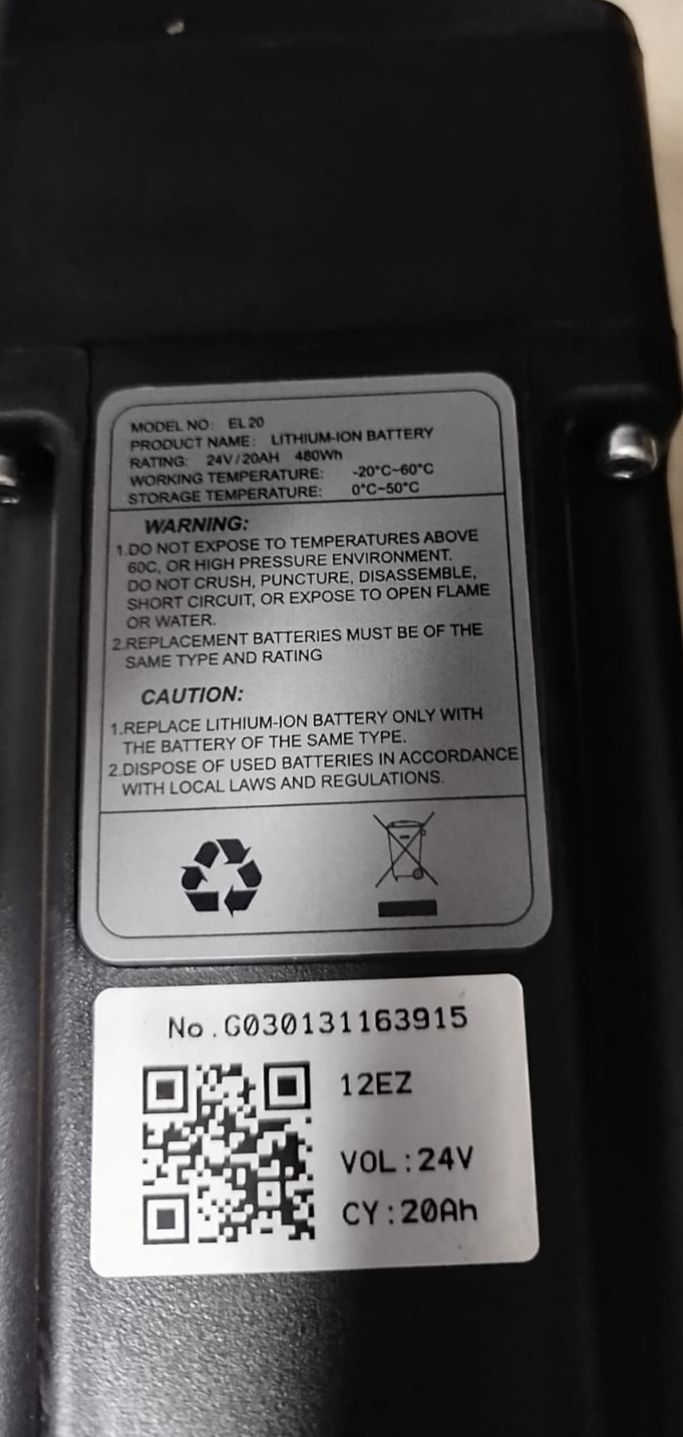 MODEL NO: EL20
PRODUCT NAME: LITHIUM-ION BATTERY
RATING: 24V/20AH 480Wh
WORKING TEMPERATURE: -20°C~60°C
STORAGE TEMPERATURE: 0°C~50°C
WARNING:
1.DO NOT EXPOSE TO TEMPERATURES ABOVE
60C, OR HIGH PRESSURE ENVIRONMENT.
DO NOT CRUSH, PUNCTURE, DISASSEMBLE,
SHORT CIRCUIT, OR EXPOSE TO OPEN FLAME
OR WATER.
2.REPLACEMENT BATTERIES MUST BE OF THE
SAME TYPE AND RATING
CAUTION:
1.REPLACE LITHIUM-ION BATTERY ONLY WITH
THE BATTERY OF THE SAME TYPE.
2.DISPOSE OF USED BATTERIES IN ACCORDANCE
WITH LOCAL LAWS AND REGULATIONS.
No.G030131163915
12EZ
VOL:24V
CY:20Ah